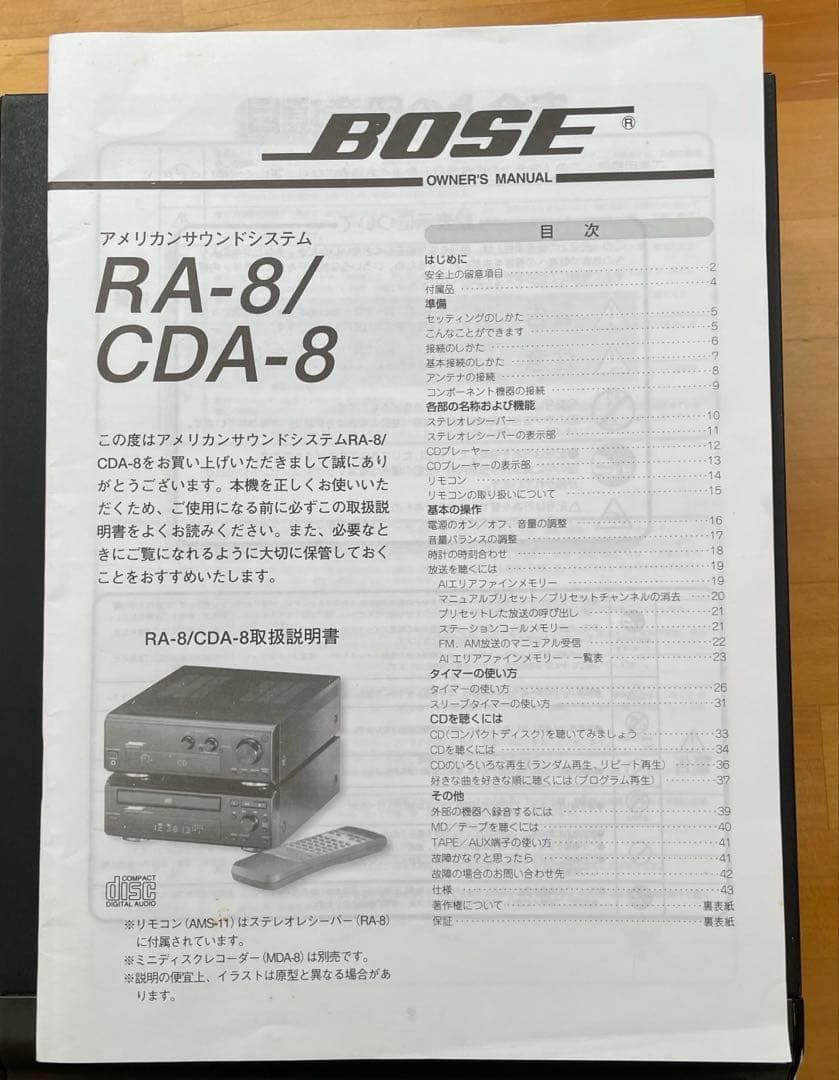 BOSE®
OWNER'S MANUAL
アメリカンサウンドシステム
RA-8/
CDA-8
この度はアメリカンサウンドシステムRA-8/
CDA-8をお買い上げいただきまして誠にあり
がとうございます。本機を正しくお使いいた
だくため、ご使用になる前に必ずこの取扱説
明書をよくお読みください。また、必要なと
きにご覧になれるように大切に保管しておく
ことをおすすめいたします。
RA-8/CDA-8取扱説明書
COMPACT
disc
DIGITAL AUDIO
※リモコン(AMS-11)はステレオレシーバー(RA-8)
に付属されています。
※ミニディスクレコーダー(MDA-8)は別売です。
※説明の便宜上、イラストは原型と異なる場合があ
ります。
目次
はじめに
安全上の留意項目 2
付属品 4
準備
セッティングのしかた 5
こんなことができます 5
接続のしかた 6
基本接続のしかた 7
アンテナの接続 8
コンポーネント機器の接続 9
各部の名称および機能
ステレオレシーバー 10
ステレオレシーバーの表示部 11
CDプレーヤー 12
CDプレーヤーの表示部 13
リモコン 14
リモコンの取り扱いについて 15
基本の操作
電源のオン/オフ、音量の調整 16
音量バランスの調整 17
時計の時刻合わせ 18
放送を聴くには 19
AIエリアファインメモリー 19
マニュアルプリセット/プリセットチャンネルの消去 20
プリセットした放送の呼び出し 21
ステーションコールメモリー 21
FM、AM放送のマニュアル受信 22
AI エリアファインメモリー・一覧表 23
タイマーの使い方
タイマーの使い方 26
スリープタイマーの使い方 31
CDを聴くには
CD(コンパクトディスク)を聴いてみましょう 33
CDを聴くには 34
CDのいろいろな再生(ランダム再生、リピート再生) 36
好きな曲を好きな順に聴くには(プログラム再生) 37
その他
外部の機器へ録音するには 39
MD/テープを聴くには 40
TAPE/AUX端子の使い方 41
故障かな?と思ったら 41
故障の場合のお問い合わせ先 42
仕様 43
著作権について 裏表紙
保証 裏表紙